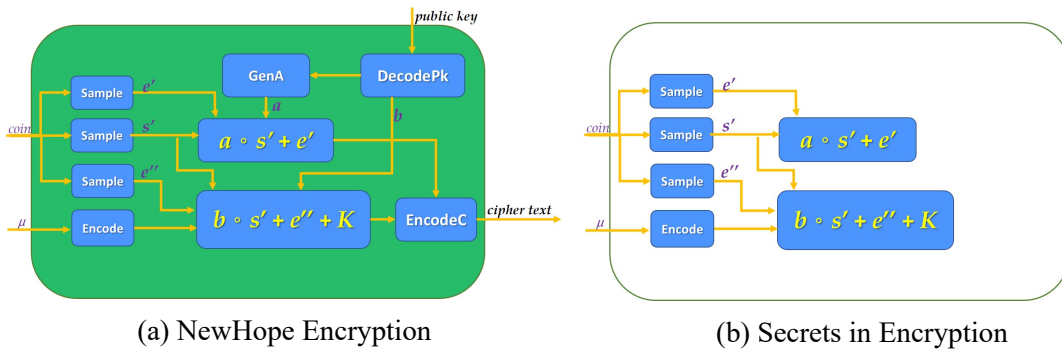 public key
GenA
DecodePk
Sample
e′
a
b
coin
Sample
s′
a ∘ s′ + e′
Sample
e′′
b ∘ s′ + e′′ + K
EncodeC
cipher text
μ
Encode
(a) NewHope Encryption
Sample
e′
coin
Sample
s′
a ∘ s′ + e′
Sample
e′′
b ∘ s′ + e′′ + K
μ
Encode
(b) Secrets in Encryption